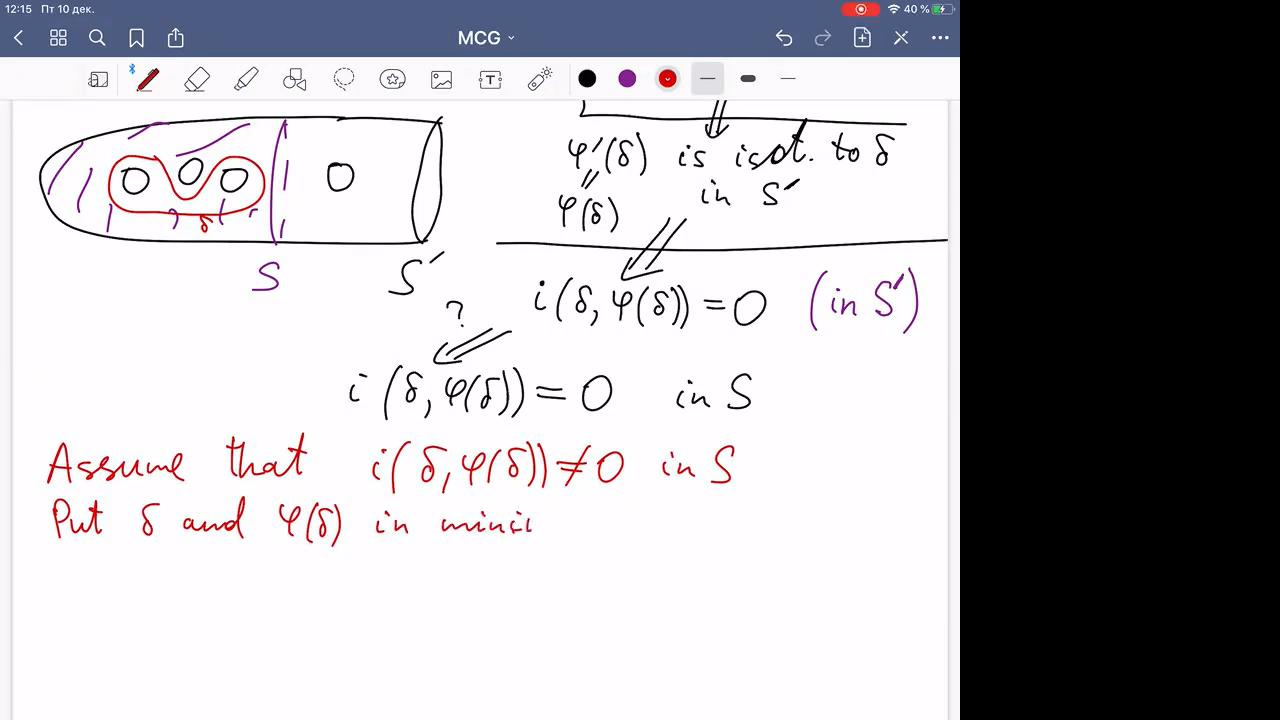 12:15 Пт 10 дек. 40 %
MCG
T
φ'(δ) is isot. to δ
in S'
φ(δ)
δ
S S'
i(δ, φ(δ)) = 0 (in S')
?
i(δ, φ(δ)) = 0 in S
Assume that i(δ, φ(δ)) ≠ 0 in S
Put δ and φ(δ) in mini